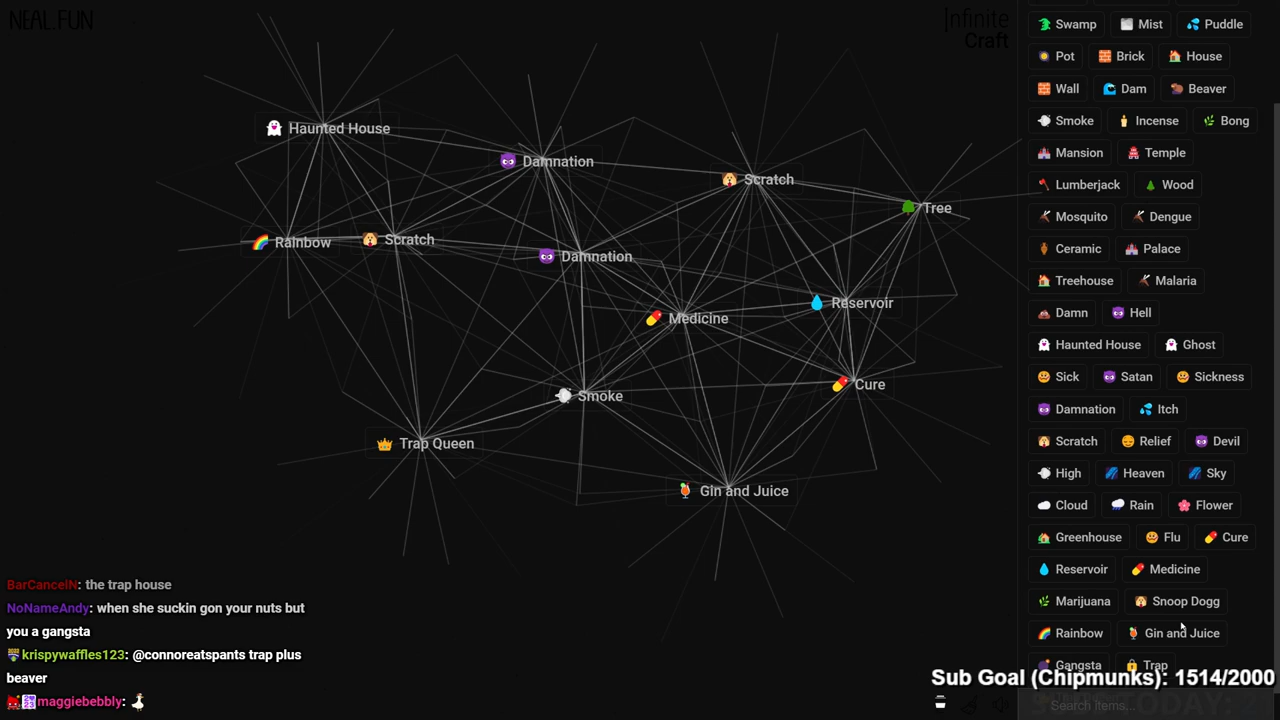 NEAL.FUN
Infinite
Craft
Haunted House
Damnation
Scratch
Tree
Rainbow
Scratch
Damnation
Reservoir
Medicine
Cure
Smoke
Trap Queen
Gin and Juice
Swamp Mist Puddle
Pot Brick House
Wall Dam Beaver
Smoke Incense Bong
Mansion Temple
Lumberjack Wood
Mosquito Dengue
Ceramic Palace
Treehouse Malaria
Damn Hell
Haunted House Ghost
Sick Satan Sickness
Damnation Itch
Scratch Relief Devil
High Heaven Sky
Cloud Rain Flower
Greenhouse Flu Cure
Reservoir Medicine
Marijuana Snoop Dogg
Rainbow Gin and Juice
Gangsta Trap
Sub Goal (Chipmunks): 1514/2000
Search items...
BarCancelN: the trap house
NoNameAndy: when she suckin gon your nuts but
you a gangsta
krispywaffles123: @connoreatspants trap plus
beaver
maggiebebbly: